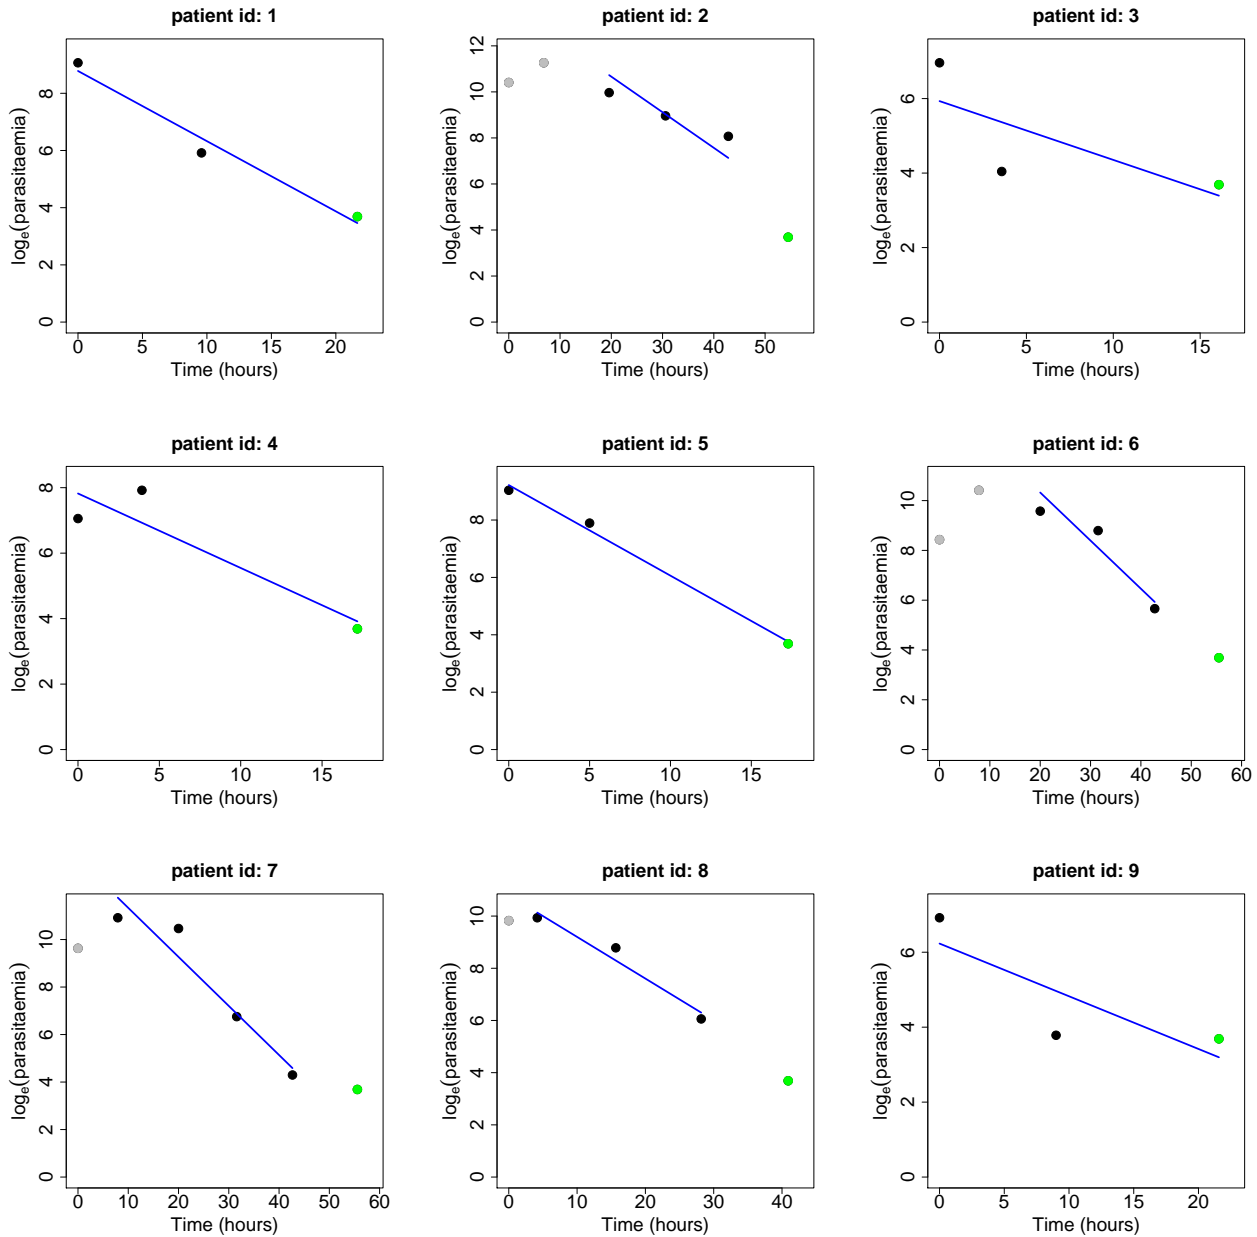 patient id: 1
logₑ(parasitaemia)
0 2 4 6 8
0 5 10 15 20
Time (hours)
patient id: 2
logₑ(parasitaemia)
0 2 4 6 8 10 12
0 10 20 30 40 50
Time (hours)
patient id: 3
logₑ(parasitaemia)
0 2 4 6
0 5 10 15
Time (hours)
patient id: 4
logₑ(parasitaemia)
0 2 4 6 8
0 5 10 15
Time (hours)
patient id: 5
logₑ(parasitaemia)
0 2 4 6 8
0 5 10 15
Time (hours)
patient id: 6
logₑ(parasitaemia)
0 2 4 6 8 10
0 10 20 30 40 50 60
Time (hours)
patient id: 7
logₑ(parasitaemia)
0 2 4 6 8 10
0 10 20 30 40 50 60
Time (hours)
patient id: 8
logₑ(parasitaemia)
0 2 4 6 8 10
0 10 20 30 40
Time (hours)
patient id: 9
logₑ(parasitaemia)
0 2 4 6
0 5 10 15 20
Time (hours)